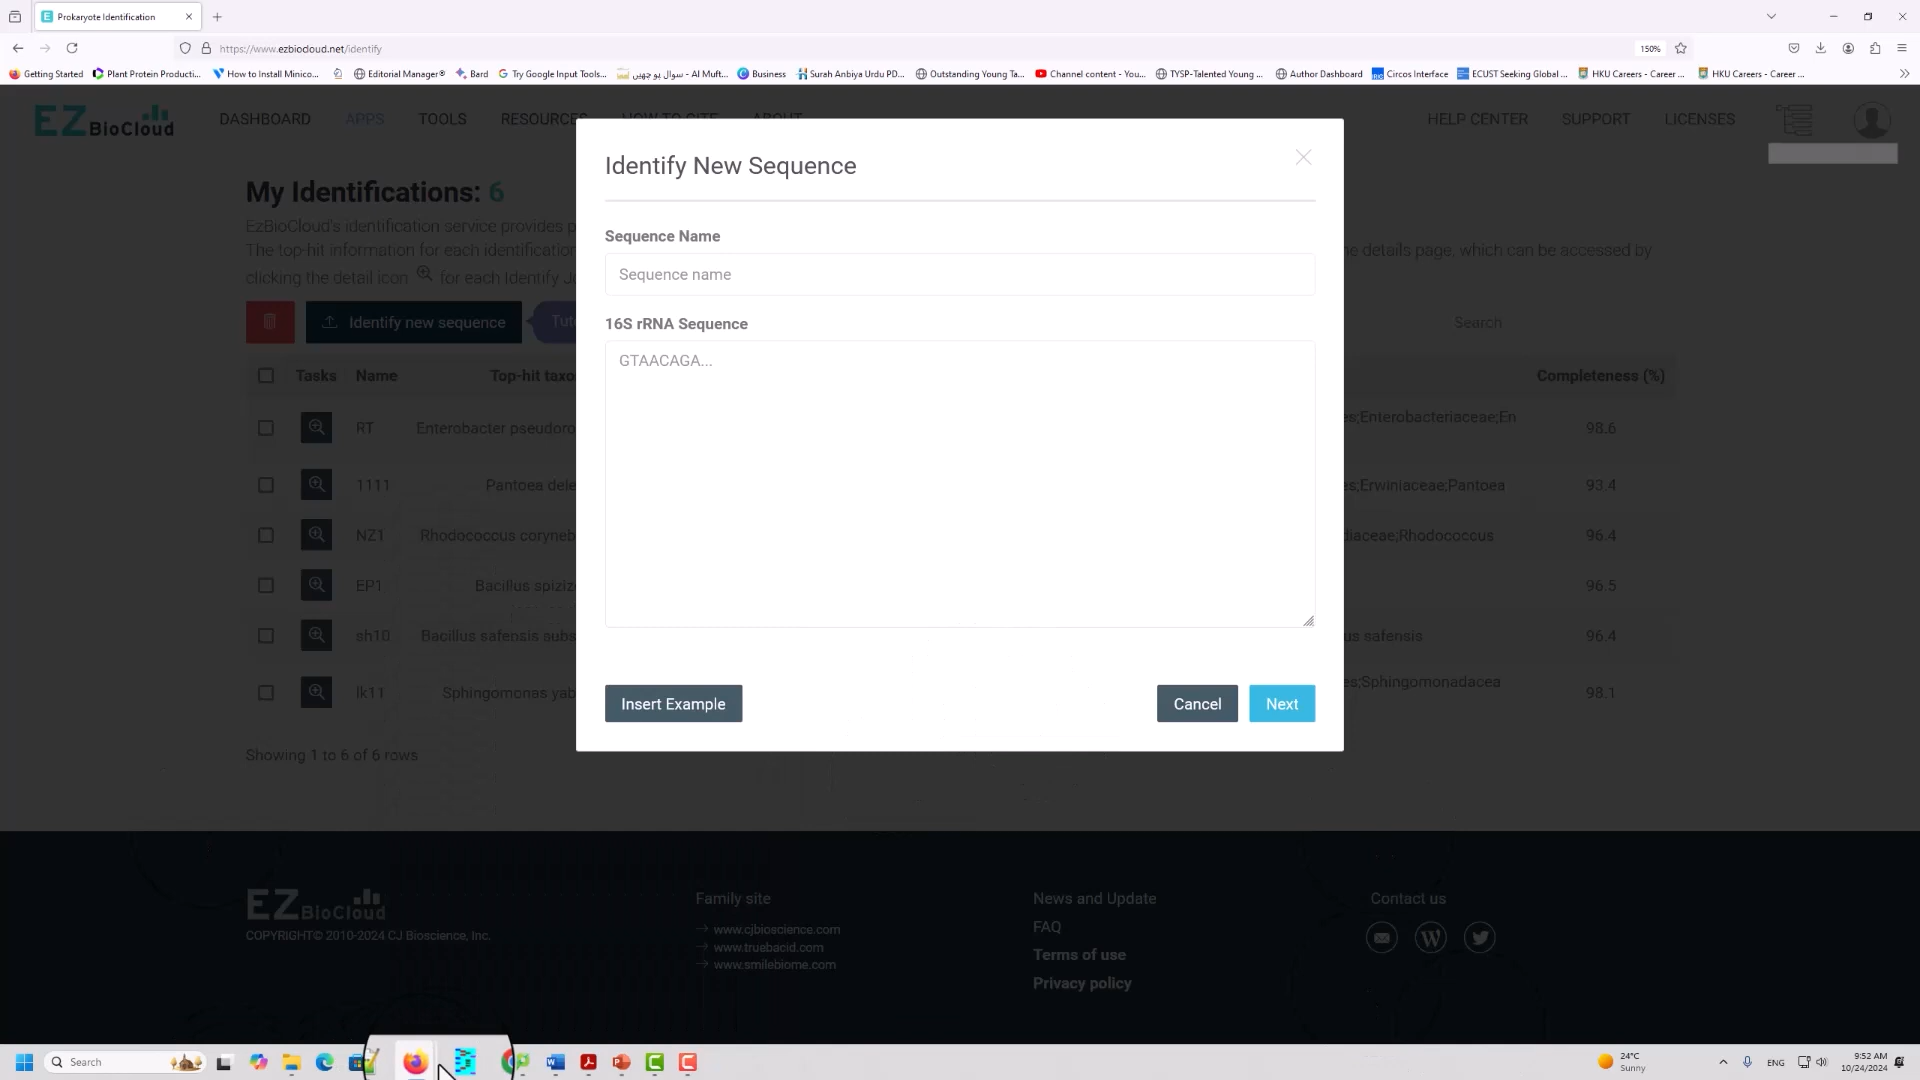 Prokaryote Identification
https://www.ezbiocloud.net/identify
150%
Getting Started
Plant Protein Producti...
How to Install Minico...
Editorial Manager®
Bard
Try Google Input Tools...
سوال پو چھیں - Al Muft...
Business
Surah Anbiya Urdu PD...
Outstanding Young Ta...
Channel content - You...
TYSP-Talented Young ...
Author Dashboard
Circos Interface
ECUST Seeking Global ...
HKU Careers - Career ...
HKU Careers - Career ...
EZBioCloud
DASHBOARD
APPS
TOOLS
RESOURCES
HOW TO CITE
ABOUT
HELP CENTER
SUPPORT
LICENSES
My Identifications: 6
EzBioCloud's identification service provides p
The top-hit information for each identification
e details page, which can be accessed by
clicking the detail icon
for each Identify Jo
Identify new sequence
Tuto
Search
Tasks
Name
Top-hit taxo
Completeness (%)
RT
Enterobacter pseudoro
es;Enterobacteriaceae;En
98.6
1111
Pantoea dele
es;Erwiniaceae;Pantoea
93.4
NZ1
Rhodococcus coryneb
diaceae;Rhodococcus
96.4
EP1
Bacillus spizize
96.5
sh10
Bacillus safensis subs
us safensis
96.4
lk11
Sphingomonas yab
es;Sphingomonadacea
98.1
Showing 1 to 6 of 6 rows
Identify New Sequence
Sequence Name
Sequence name
16S rRNA Sequence
GTAACAGA...
Insert Example
Cancel
Next
EZBioCloud
COPYRIGHT© 2010-2024 CJ Bioscience, Inc.
Family site
www.cjbioscience.com
www.truebacid.com
www.smilebiome.com
News and Update
FAQ
Terms of use
Privacy policy
Contact us
Search
24°C
Sunny
ENG
9:52 AM
10/24/2024